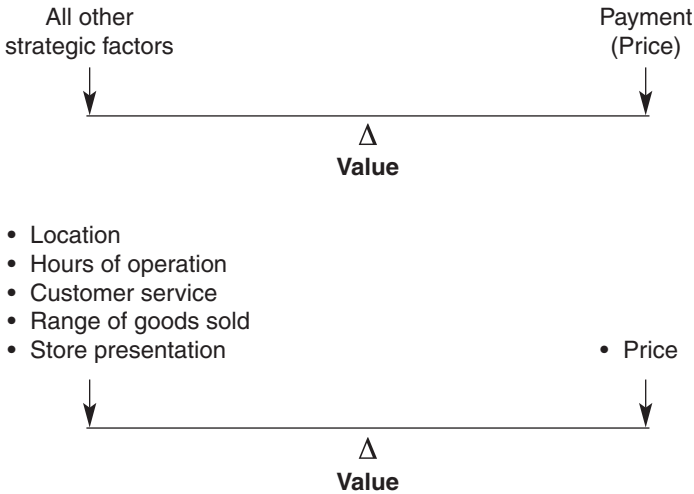 All other
strategic factors
Payment
(Price)
Δ
Value
• Location
• Hours of operation
• Customer service
• Range of goods sold
• Store presentation
• Price
Δ
Value